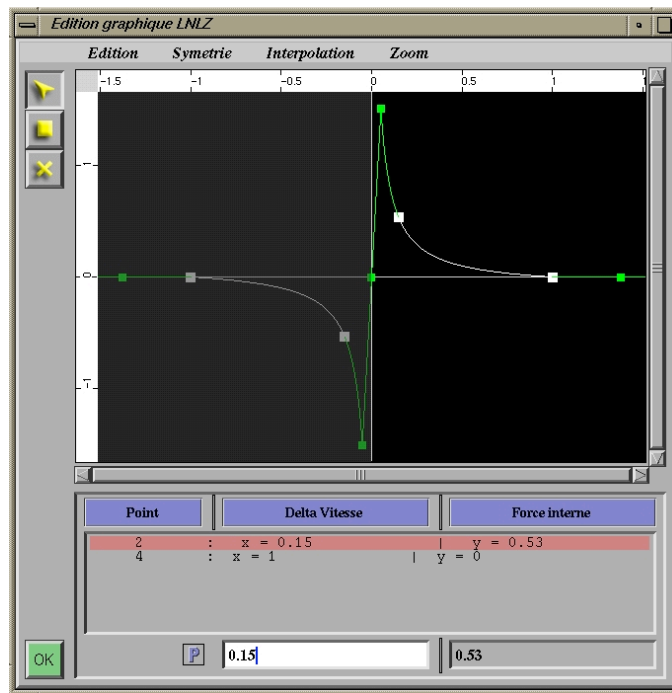 Edition graphique LNLZ
Edition Symetrie Interpolation Zoom
-1.5 -1 -0.5 0 0.5 1
-1
0
-1
Point Delta Vitesse Force interne
2 : x = 0.15 | y = 0.53
4 : x = 1 | y = 0
OK P 0.15 0.53